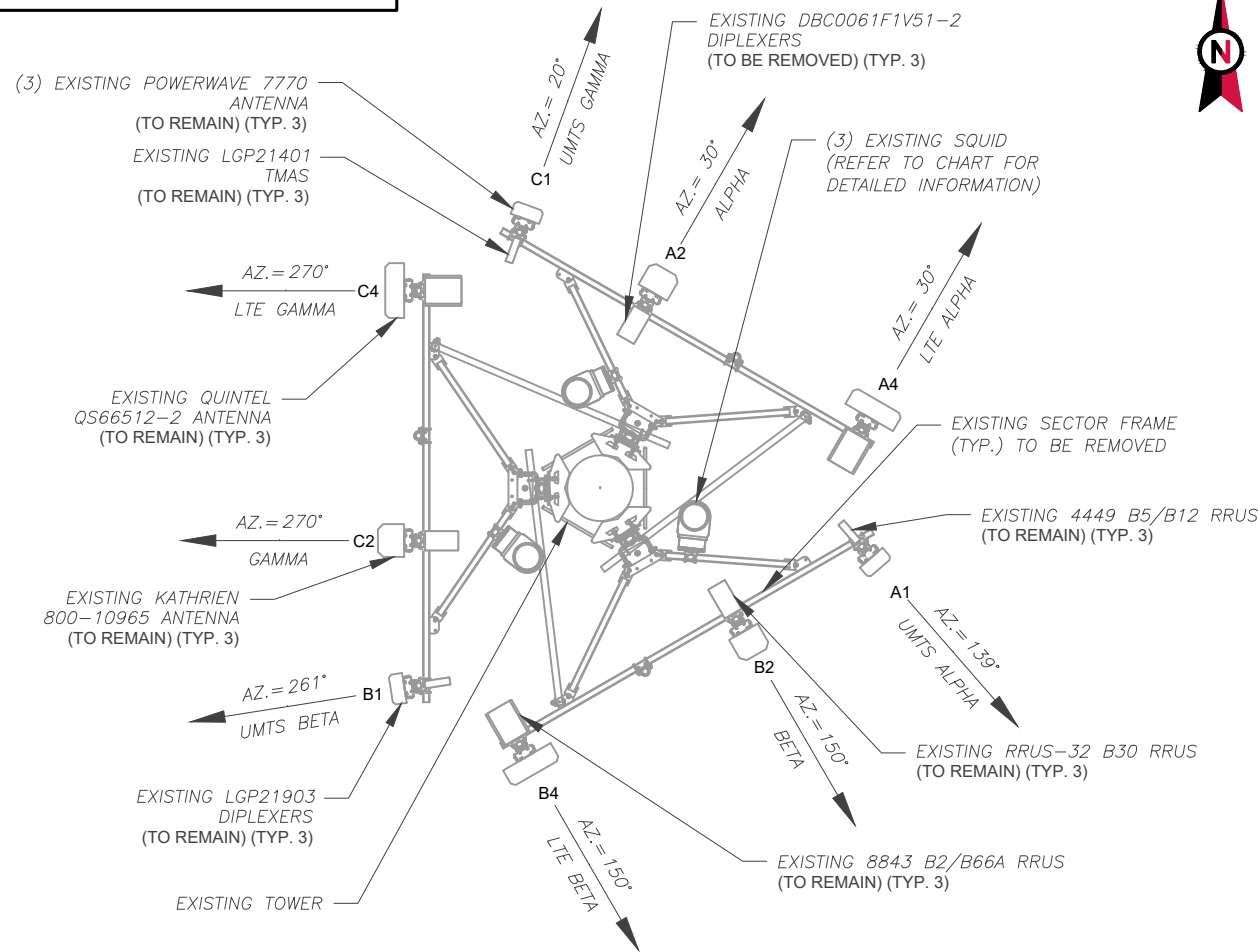 EXISTING DBC0061F1V51-2
DIPLEXERS
(TO BE REMOVED) (TYP. 3)
N
(3) EXISTING POWERWAVE 7770
ANTENNA
(TO REMAIN) (TYP. 3)
EXISTING LGP21401
TMAS
(TO REMAIN) (TYP. 3)
AZ.= 20°
UMTS GAMMA
C1
AZ.= 30°
ALPHA
A2
(3) EXISTING SQUID
(REFER TO CHART FOR
DETAILED INFORMATION)
AZ.= 270°
LTE GAMMA
C4
AZ.= 30°
LTE ALPHA
A4
EXISTING QUINTEL
QS66512-2 ANTENNA
(TO REMAIN) (TYP. 3)
EXISTING SECTOR FRAME
(TYP.) TO BE REMOVED
AZ.= 270°
GAMMA
C2
EXISTING 4449 B5/B12 RRUS
(TO REMAIN) (TYP. 3)
EXISTING KATHRIEN
800-10965 ANTENNA
(TO REMAIN) (TYP. 3)
A1
AZ.= 139°
UMTS ALPHA
AZ.= 261°
UMTS BETA
B1
B2
AZ.= 150°
BETA
EXISTING RRUS-32 B30 RRUS
(TO REMAIN) (TYP. 3)
EXISTING LGP21903
DIPLEXERS
(TO REMAIN) (TYP. 3)
B4
AZ.= 150°
LTE BETA
EXISTING 8843 B2/B66A RRUS
(TO REMAIN) (TYP. 3)
EXISTING TOWER